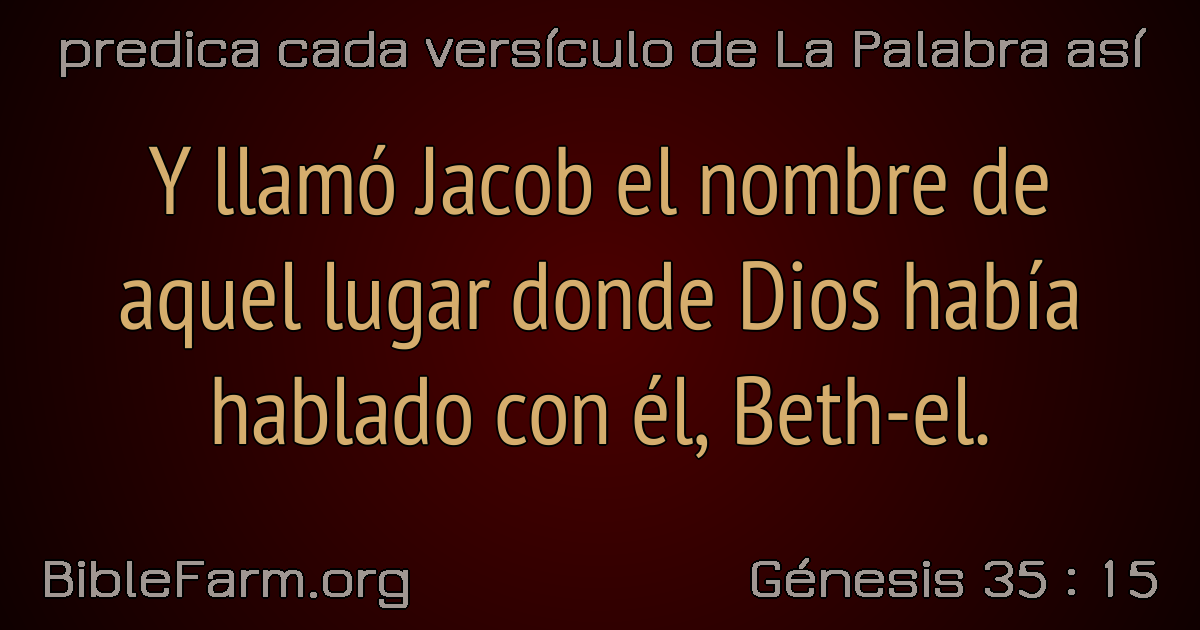 predica cada versículo de La Palabra así
Y llamó Jacob el nombre de
aquel lugar donde Dios había
hablado con él, Beth-el.
BibleFarm.org
Génesis 35 : 15